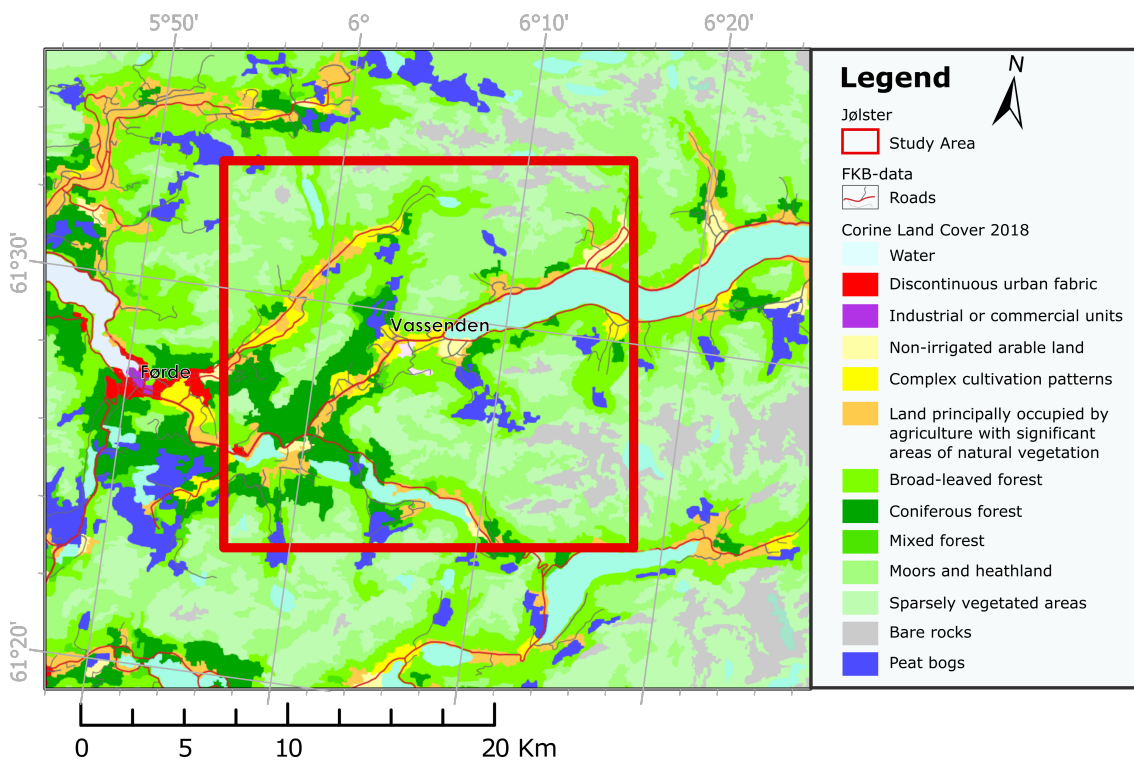 5°50'
6°
6°10'
6°20'
61°30'
61°20'
Vassenden
Førde
0
5
10
20 Km
N
Legend
Jølster
Study Area
FKB-data
Roads
Corine Land Cover 2018
Water
Discontinuous urban fabric
Industrial or commercial units
Non-irrigated arable land
Complex cultivation patterns
Land principally occupied by
agriculture with significant
areas of natural vegetation
Broad-leaved forest
Coniferous forest
Mixed forest
Moors and heathland
Sparsely vegetated areas
Bare rocks
Peat bogs